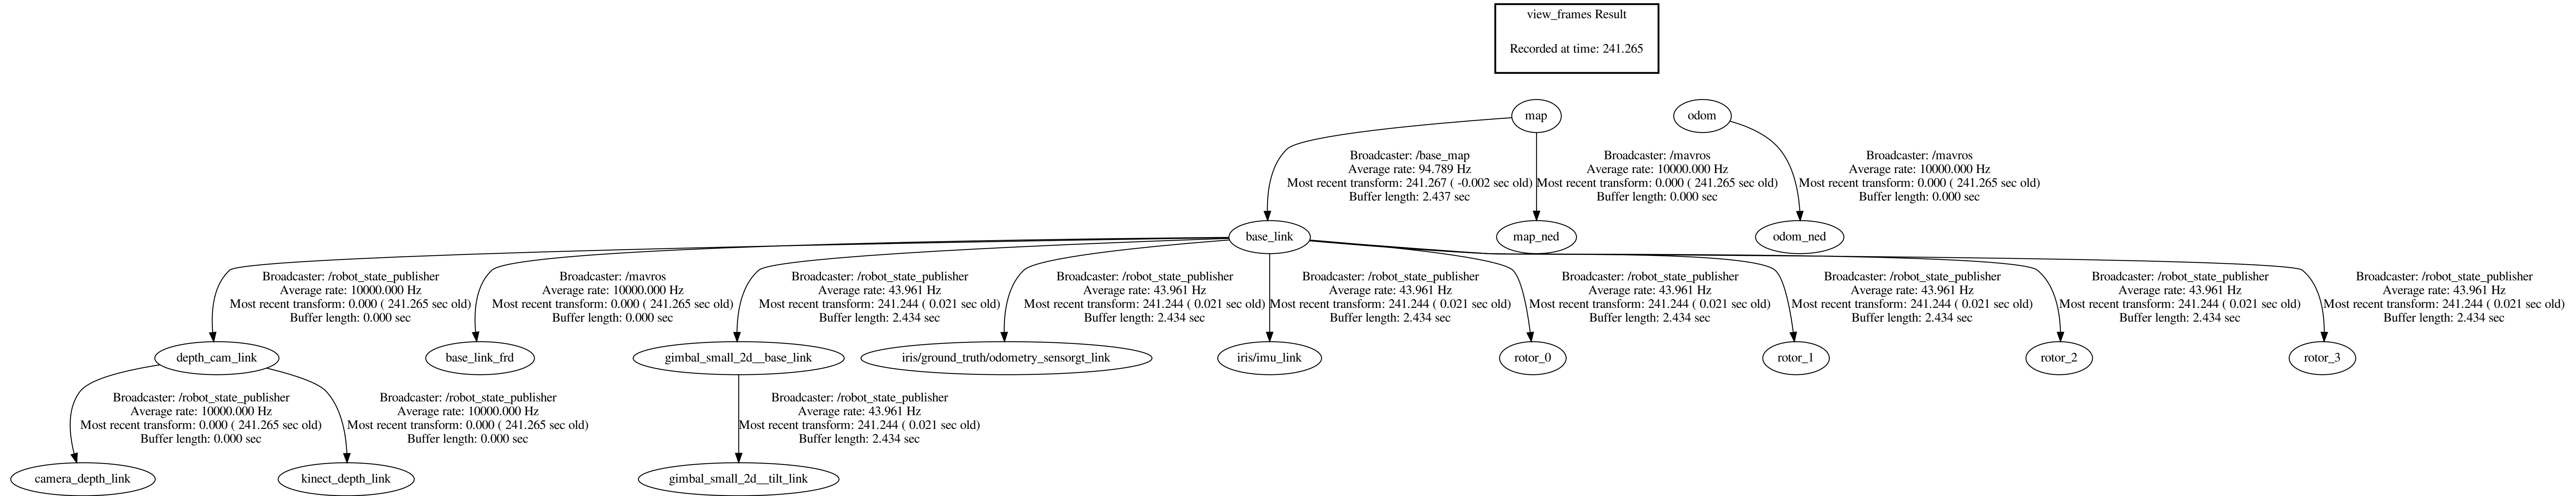 view_frames Result
Recorded at time: 241.265
map
odom
Broadcaster: /base_map
Average rate: 94.789 Hz
Most recent transform: 241.267 ( -0.002 sec old)
Buffer length: 2.437 sec
Broadcaster: /mavros
Average rate: 10000.000 Hz
Most recent transform: 0.000 ( 241.265 sec old)
Buffer length: 0.000 sec
Broadcaster: /mavros
Average rate: 10000.000 Hz
Most recent transform: 0.000 ( 241.265 sec old)
Buffer length: 0.000 sec
base_link
map_ned
odom_ned
Broadcaster: /robot_state_publisher
Average rate: 10000.000 Hz
Most recent transform: 0.000 ( 241.265 sec old)
Buffer length: 0.000 sec
Broadcaster: /mavros
Average rate: 10000.000 Hz
Most recent transform: 0.000 ( 241.265 sec old)
Buffer length: 0.000 sec
Broadcaster: /robot_state_publisher
Average rate: 43.961 Hz
Most recent transform: 241.244 ( 0.021 sec old)
Buffer length: 2.434 sec
Broadcaster: /robot_state_publisher
Average rate: 43.961 Hz
Most recent transform: 241.244 ( 0.021 sec old)
Buffer length: 2.434 sec
Broadcaster: /robot_state_publisher
Average rate: 43.961 Hz
Most recent transform: 241.244 ( 0.021 sec old)
Buffer length: 2.434 sec
Broadcaster: /robot_state_publisher
Average rate: 43.961 Hz
Most recent transform: 241.244 ( 0.021 sec old)
Buffer length: 2.434 sec
Broadcaster: /robot_state_publisher
Average rate: 43.961 Hz
Most recent transform: 241.244 ( 0.021 sec old)
Buffer length: 2.434 sec
Broadcaster: /robot_state_publisher
Average rate: 43.961 Hz
Most recent transform: 241.244 ( 0.021 sec old)
Buffer length: 2.434 sec
Broadcaster: /robot_state_publisher
Average rate: 43.961 Hz
Most recent transform: 241.244 ( 0.021 sec old)
Buffer length: 2.434 sec
depth_cam_link
base_link_frd
gimbal_small_2d__base_link
iris/ground_truth/odometry_sensorgt_link
iris/imu_link
rotor_0
rotor_1
rotor_2
rotor_3
Broadcaster: /robot_state_publisher
Average rate: 10000.000 Hz
Most recent transform: 0.000 ( 241.265 sec old)
Buffer length: 0.000 sec
Broadcaster: /robot_state_publisher
Average rate: 10000.000 Hz
Most recent transform: 0.000 ( 241.265 sec old)
Buffer length: 0.000 sec
Broadcaster: /robot_state_publisher
Average rate: 43.961 Hz
Most recent transform: 241.244 ( 0.021 sec old)
Buffer length: 2.434 sec
camera_depth_link
kinect_depth_link
gimbal_small_2d__tilt_link